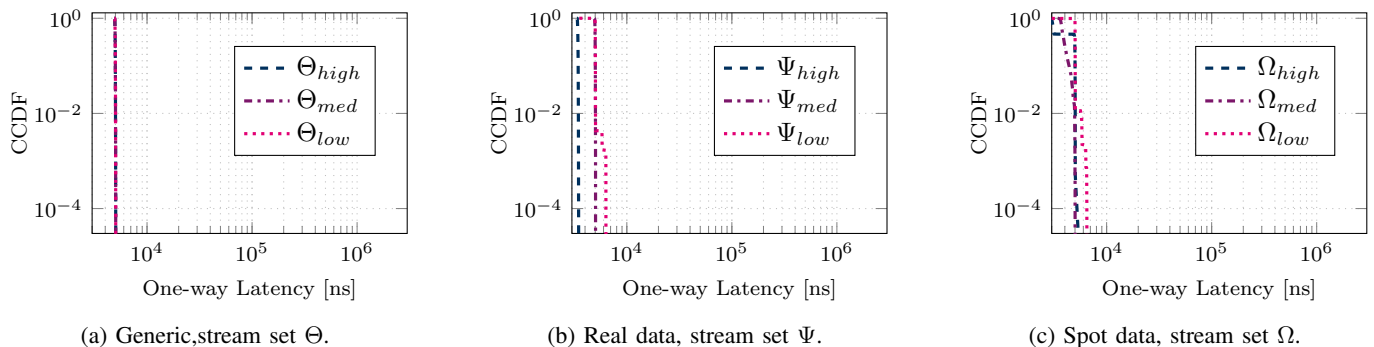 10^0
10^−2
10^−4
CCDF
Θ_high
Θ_med
Θ_low
10^4
10^5
10^6
One-way Latency [ns]
(a) Generic,stream set Θ.
10^0
10^−2
10^−4
CCDF
Ψ_high
Ψ_med
Ψ_low
10^4
10^5
10^6
One-way Latency [ns]
(b) Real data, stream set Ψ.
10^0
10^−2
10^−4
CCDF
Ω_high
Ω_med
Ω_low
10^4
10^5
10^6
One-way Latency [ns]
(c) Spot data, stream set Ω.